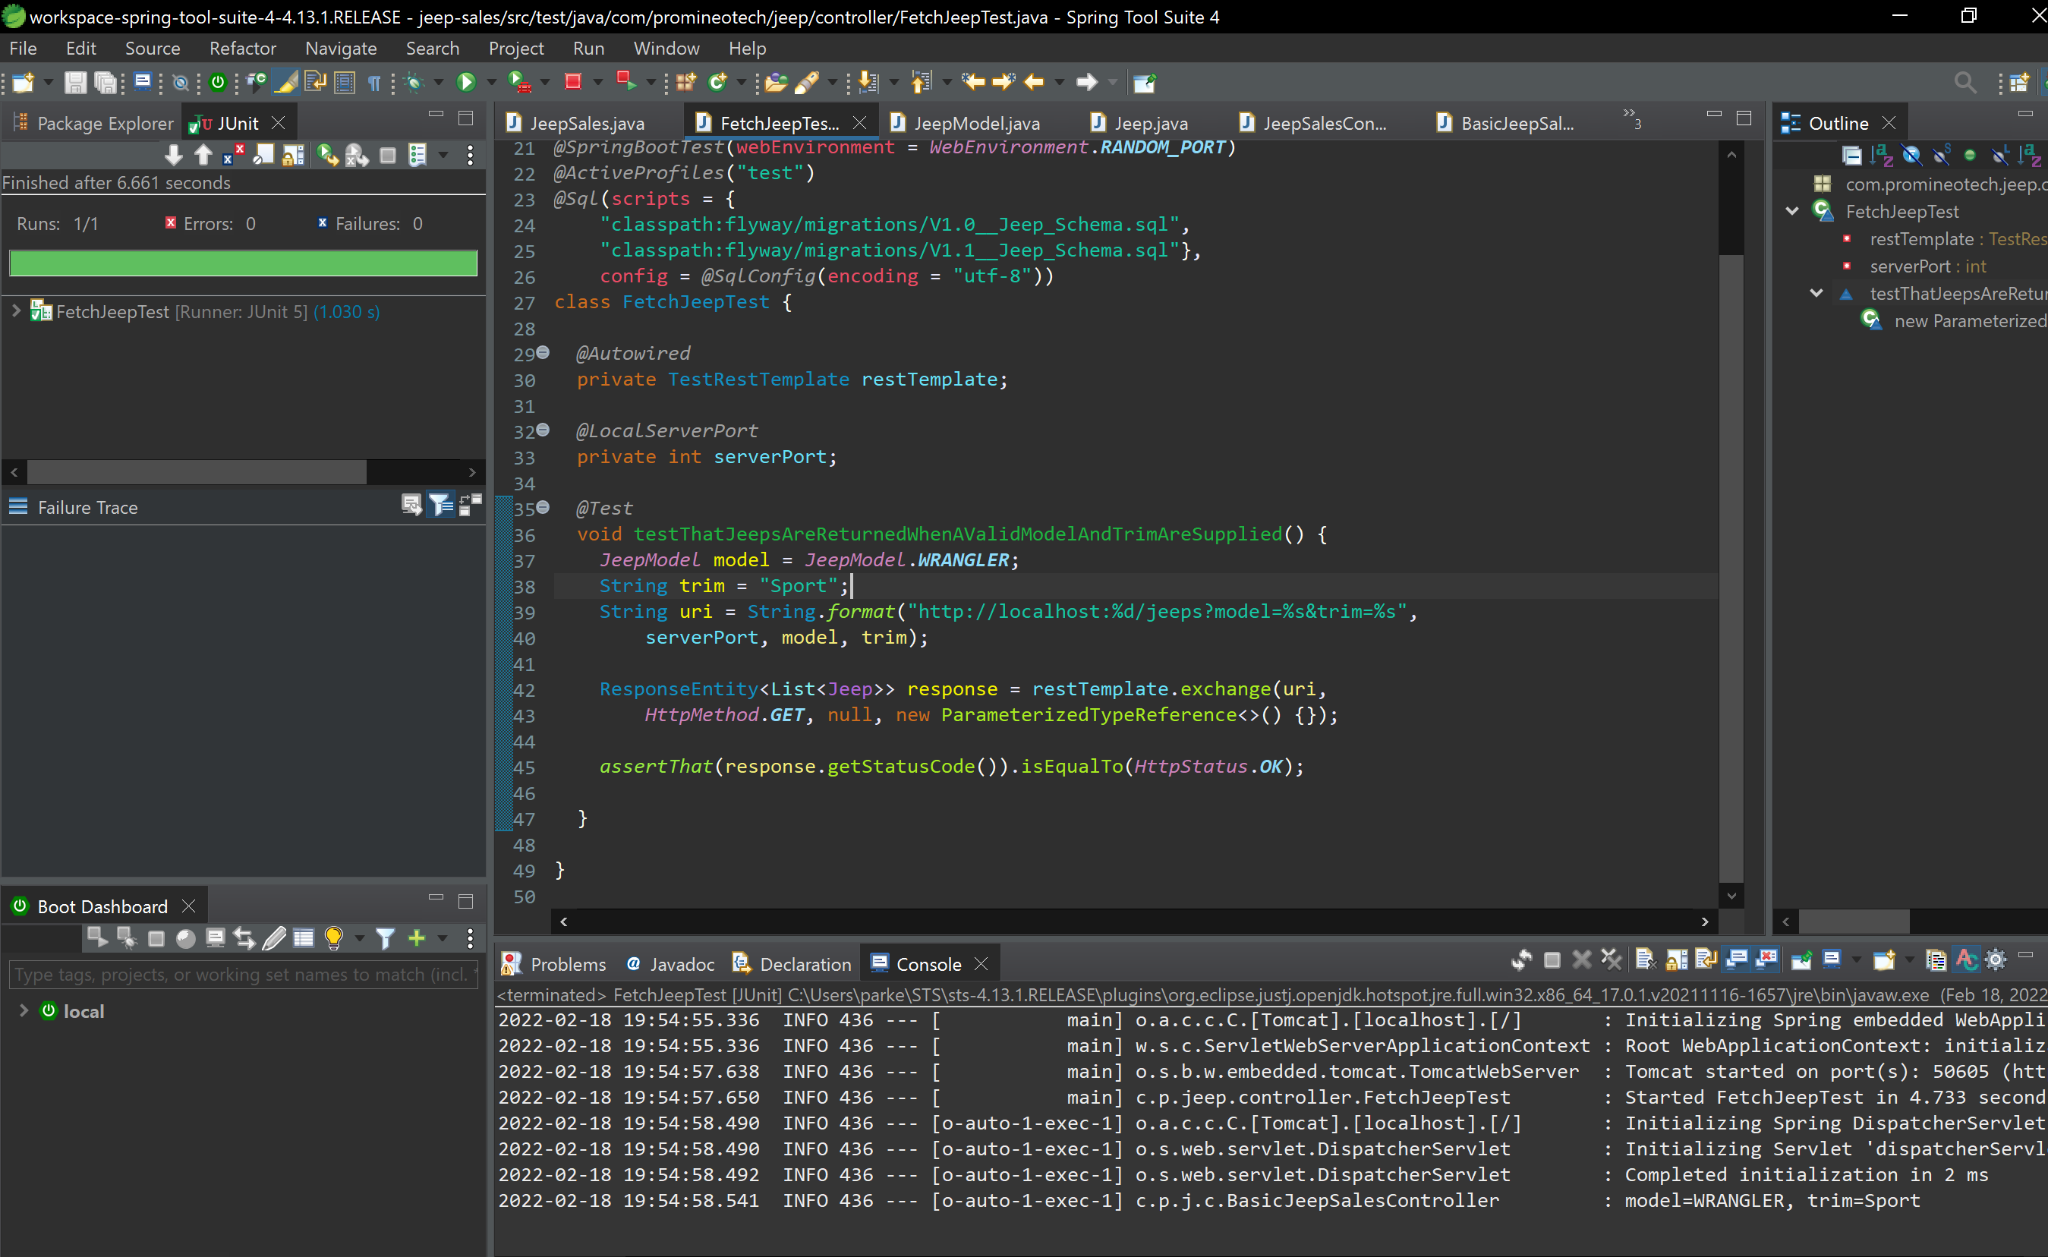 workspace-spring-tool-suite-4-4.13.1.RELEASE - jeep-sales/src/test/java/com/promineotech/jeep/controller/FetchJeepTest.java - Spring Tool Suite 4
File Edit Source Refactor Navigate Search Project Run Window Help
Package Explorer JUnit
Finished after 6.661 seconds
Runs: 1/1 Errors: 0 Failures: 0
FetchJeepTest [Runner: JUnit 5] (1.030 s)
Failure Trace
Boot Dashboard
Type tags, projects, or working set names to match (incl. *
local
JeepSales.java FetchJeepTes... JeepModel.java Jeep.java JeepSalesCon... BasicJeepSal... »3
21 @SpringBootTest(webEnvironment = WebEnvironment.RANDOM_PORT)
22 @ActiveProfiles("test")
23 @Sql(scripts = {
24 "classpath:flyway/migrations/V1.0__Jeep_Schema.sql",
25 "classpath:flyway/migrations/V1.1__Jeep_Schema.sql"},
26 config = @SqlConfig(encoding = "utf-8"))
27 class FetchJeepTest {
28
29 @Autowired
30 private TestRestTemplate restTemplate;
31
32 @LocalServerPort
33 private int serverPort;
34
35 @Test
36 void testThatJeepsAreReturnedWhenAValidModelAndTrimAreSupplied() {
37 JeepModel model = JeepModel.WRANGLER;
38 String trim = "Sport";
39 String uri = String.format("http://localhost:%d/jeeps?model=%s&trim=%s",
40 serverPort, model, trim);
41
42 ResponseEntity<List<Jeep>> response = restTemplate.exchange(uri,
43 HttpMethod.GET, null, new ParameterizedTypeReference<>() {});
44
45 assertThat(response.getStatusCode()).isEqualTo(HttpStatus.OK);
46
47 }
48
49 }
50
Outline
com.promineotech.jeep.c
FetchJeepTest
restTemplate : TestRes
serverPort : int
testThatJeepsAreRetur
new Parameterized
Problems Javadoc Declaration Console
<terminated> FetchJeepTest [JUnit] C:\Users\parke\STS\sts-4.13.1.RELEASE\plugins\org.eclipse.justj.openjdk.hotspot.jre.full.win32.x86_64_17.0.1.v20211116-1657\jre\bin\javaw.exe (Feb 18, 2022
2022-02-18 19:54:55.336 INFO 436 --- [ main] o.a.c.c.C.[Tomcat].[localhost].[/] : Initializing Spring embedded WebAppli
2022-02-18 19:54:55.336 INFO 436 --- [ main] w.s.c.ServletWebServerApplicationContext : Root WebApplicationContext: initializ
2022-02-18 19:54:57.638 INFO 436 --- [ main] o.s.b.w.embedded.tomcat.TomcatWebServer : Tomcat started on port(s): 50605 (htt
2022-02-18 19:54:57.650 INFO 436 --- [ main] c.p.jeep.controller.FetchJeepTest : Started FetchJeepTest in 4.733 second
2022-02-18 19:54:58.490 INFO 436 --- [o-auto-1-exec-1] o.a.c.c.C.[Tomcat].[localhost].[/] : Initializing Spring DispatcherServlet
2022-02-18 19:54:58.490 INFO 436 --- [o-auto-1-exec-1] o.s.web.servlet.DispatcherServlet : Initializing Servlet 'dispatcherServl
2022-02-18 19:54:58.492 INFO 436 --- [o-auto-1-exec-1] o.s.web.servlet.DispatcherServlet : Completed initialization in 2 ms
2022-02-18 19:54:58.541 INFO 436 --- [o-auto-1-exec-1] c.p.j.c.BasicJeepSalesController : model=WRANGLER, trim=Sport